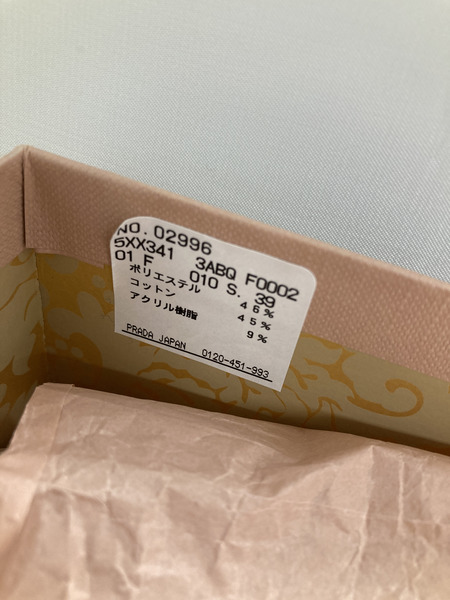 NO. 02996
5XX341 3ABQ F0002
01 F 010 S. 39
ポリエステル 46%
コットン 45%
アクリル樹脂 9%
PRADA JAPAN 0120-451-993